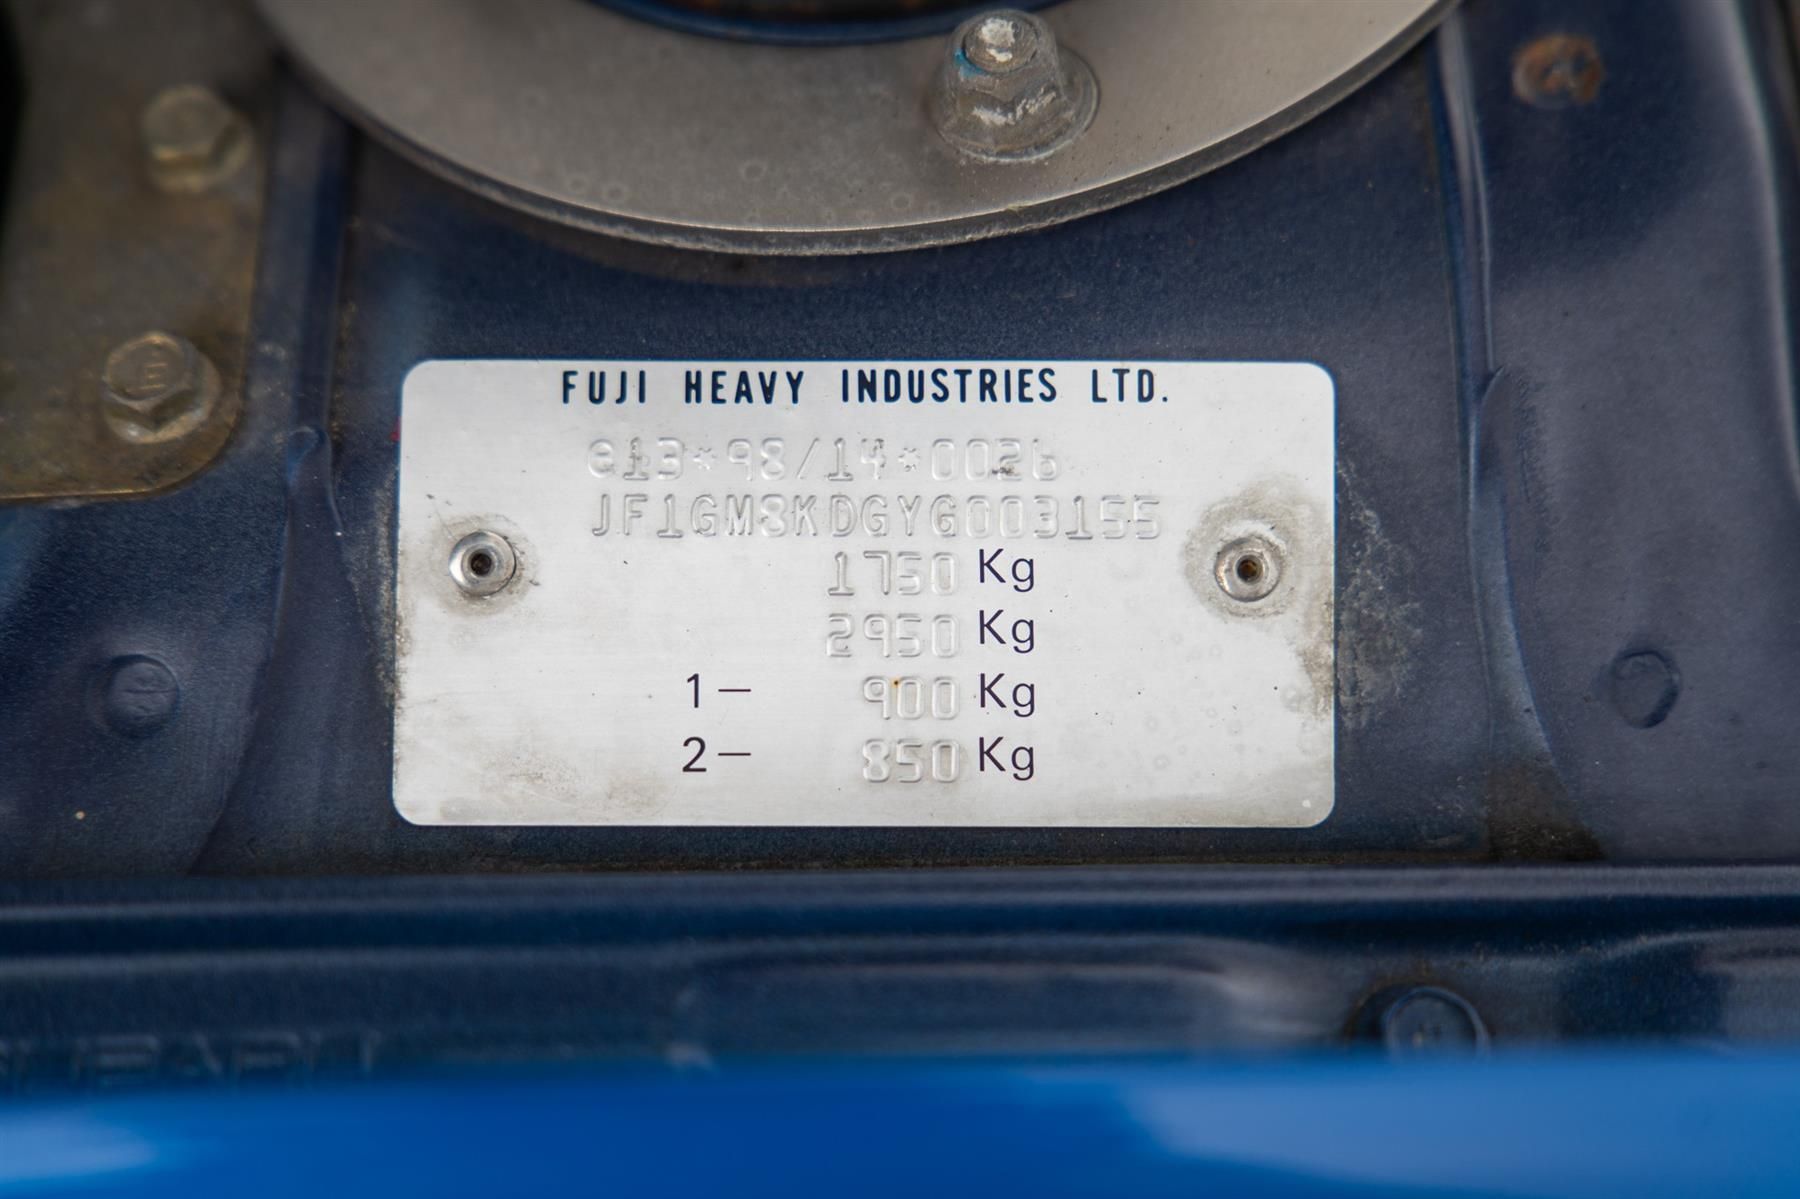 FUJI HEAVY INDUSTRIES LTD.
e13*98/14*0026
JF1GM8KDGYG003155
1750 Kg
2950 Kg
1— 900 Kg
2— 850 Kg
SUBARU